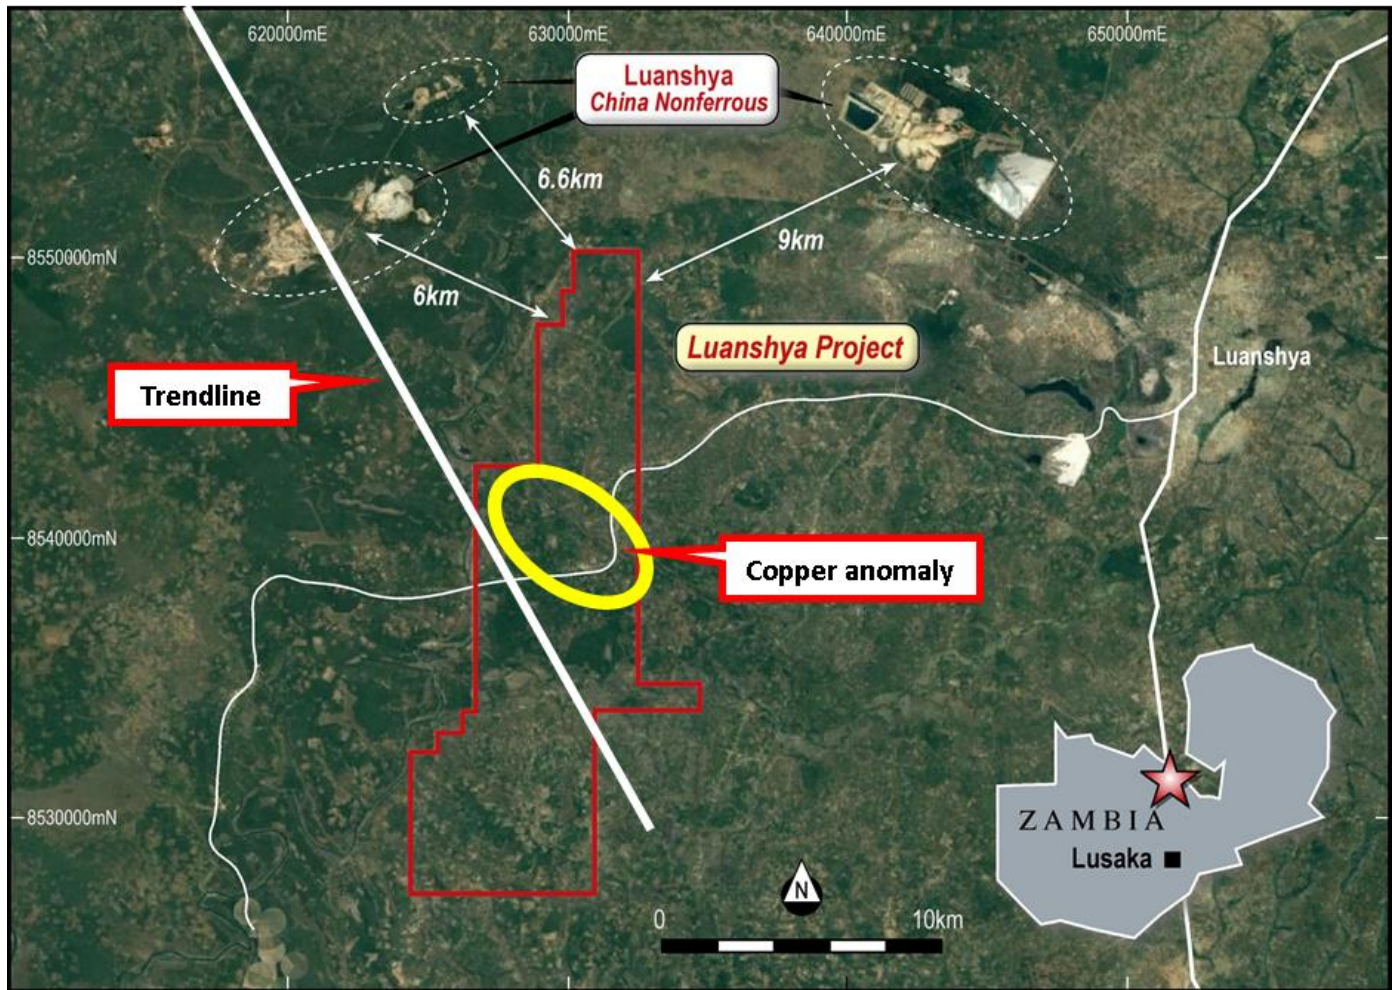 620000mE
630000mE
640000mE
650000mE
Luanshya
China Nonferrous
6.6km
9km
8550000mN
6km
Luanshya Project
Luanshya
Trendline
8540000mN
Copper anomaly
8530000mN
ZAMBIA
Lusaka
N
0
10km